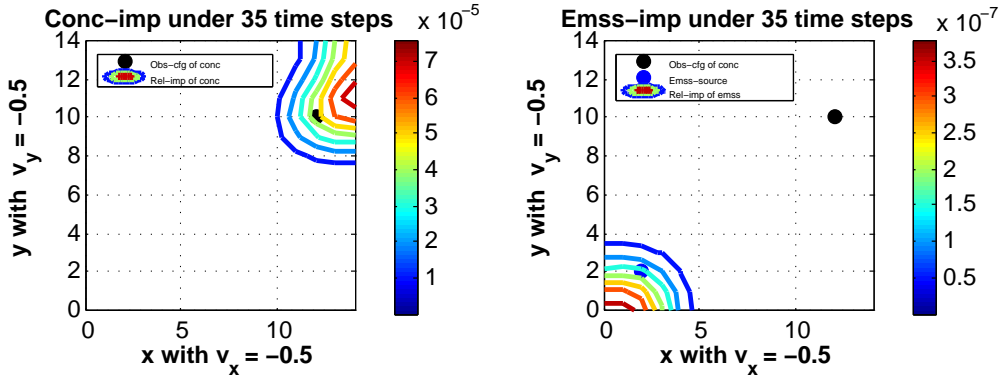 Conc-imp under 35 time steps
x 10^-5
14
12
10
8
6
4
2
0
0 5 10
y with v_y = -0.5
x with v_x = -0.5
Obs-cfg of conc
Rel-imp of conc
7
6
5
4
3
2
1
Emss-imp under 35 time steps
x 10^-7
14
12
10
8
6
4
2
0
0 5 10
y with v_y = -0.5
x with v_x = -0.5
Obs-cfg of conc
Emss-source
Rel-imp of emss
3.5
3
2.5
2
1.5
1
0.5